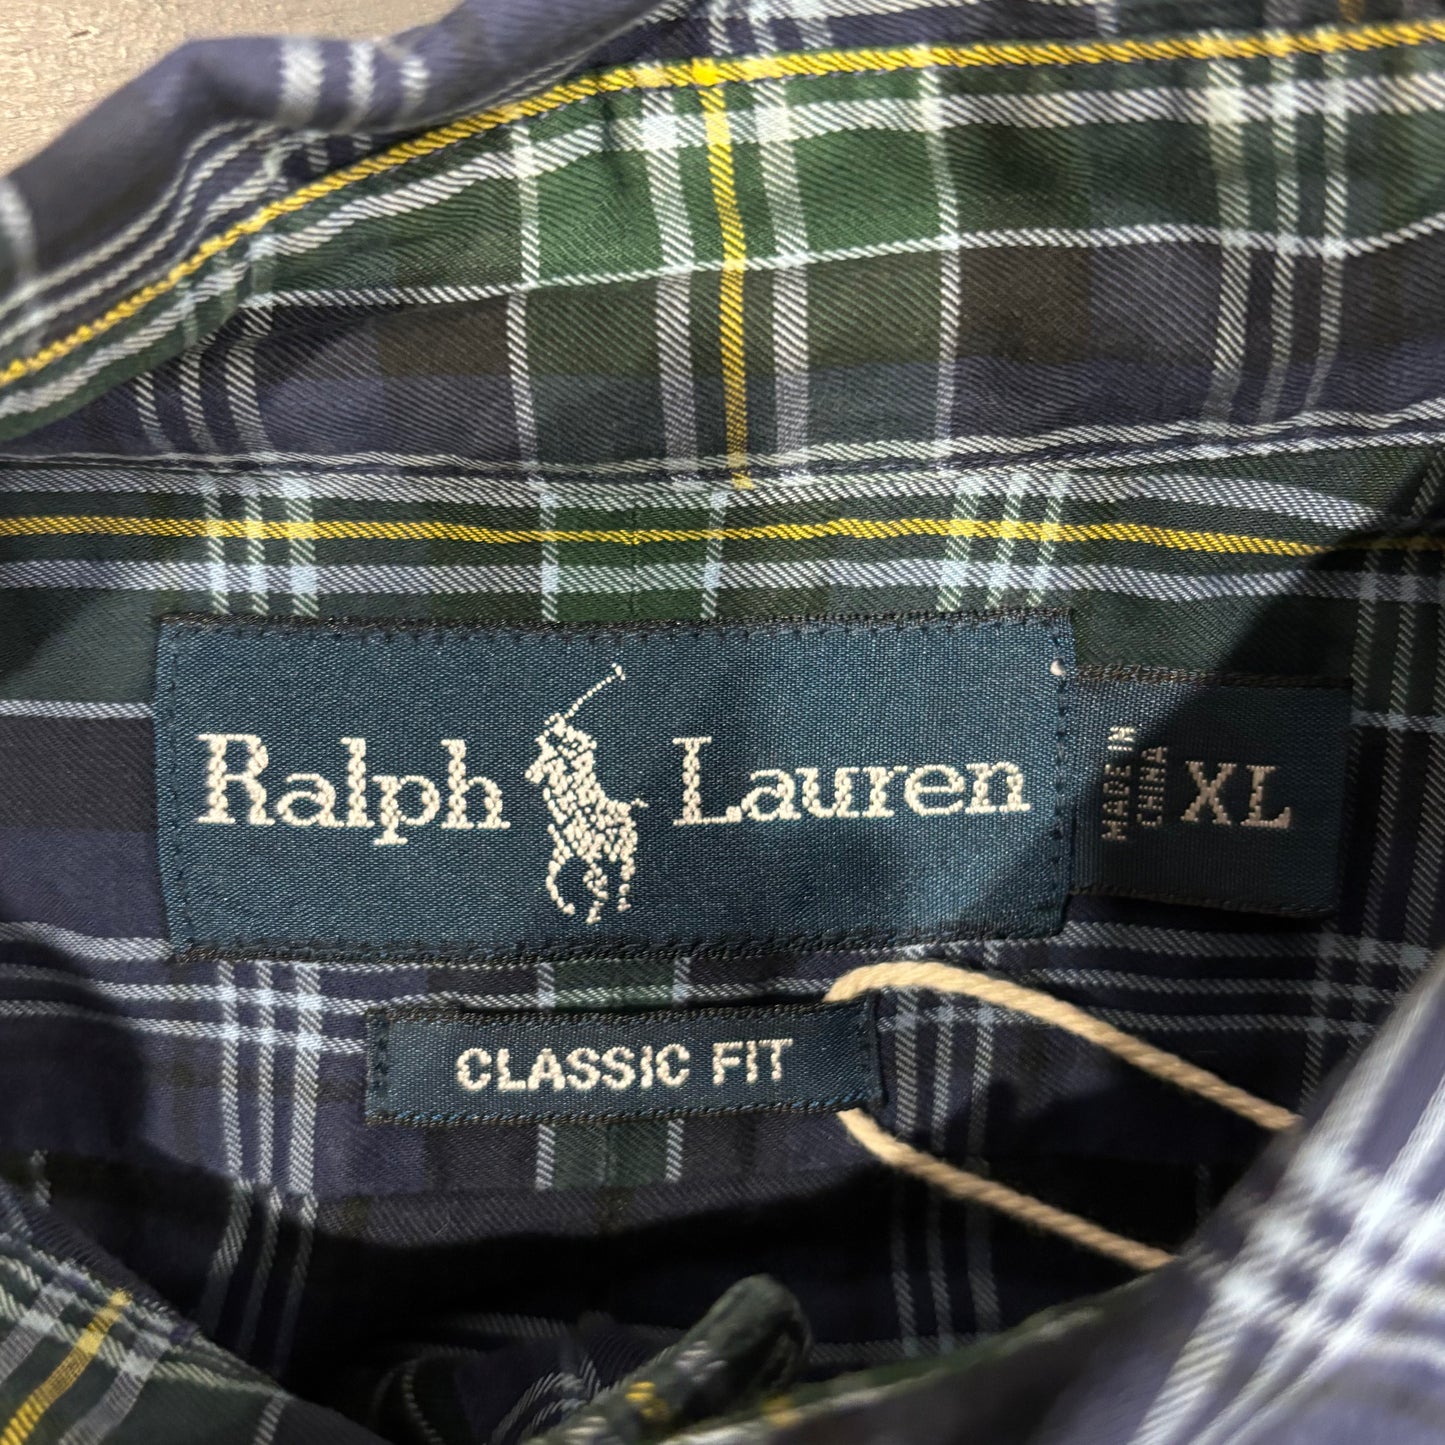 Ralph Lauren
MADE IN
CHINA
XL
CLASSIC FIT